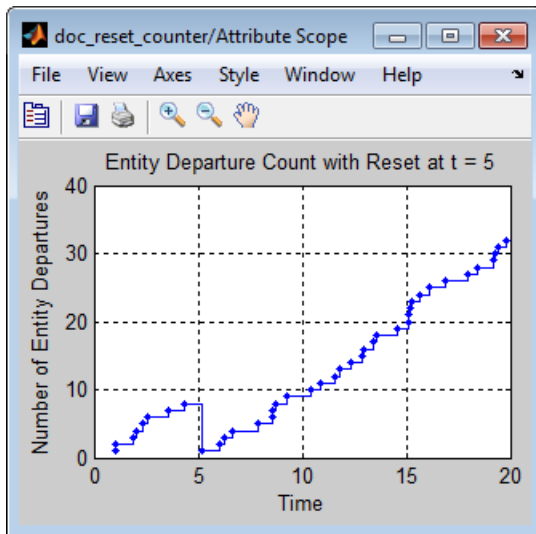 doc_reset_counter/Attribute Scope
File View Axes Style Window Help
Entity Departure Count with Reset at t = 5
Number of Entity Departures
40
30
20
10
0
0 5 10 15 20
Time